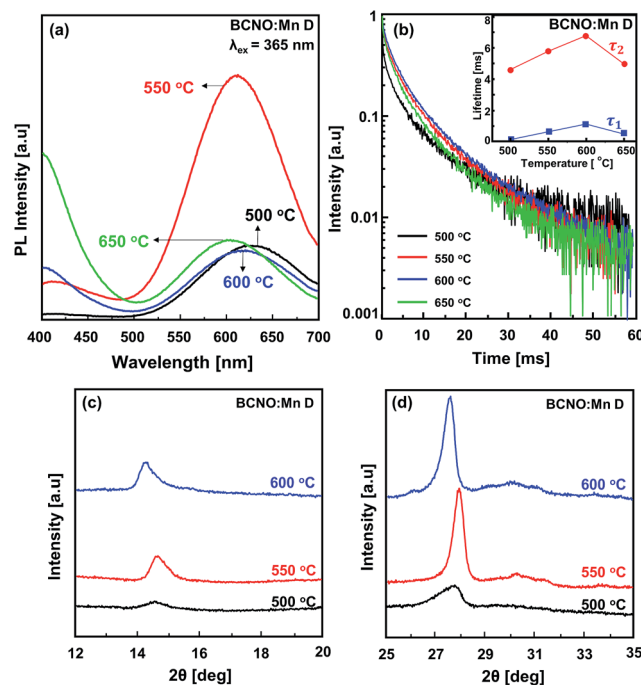 (a)
BCNO:Mn D
λex = 365 nm
550 °C
650 °C
500 °C
600 °C
PL Intensity [a.u]
400 450 500 550 600 650 700
Wavelength [nm]
(b)
BCNO:Mn D
1
0.1
0.01
0.001
Intensity [a.u]
8
6
4
2
0
Lifetime [ms]
τ2
τ1
500 550 600 650
Temperature [ °C]
500 °C
550 °C
600 °C
650 °C
0 10 20 30 40 50 60
Time [ms]
(c)
BCNO:Mn D
600 °C
550 °C
500 °C
Intensity [a.u]
12 14 16 18 20
2θ [deg]
(d)
BCNO:Mn D
600 °C
550 °C
500 °C
Intensity [a.u]
25 27 29 31 33 35
2θ [deg]